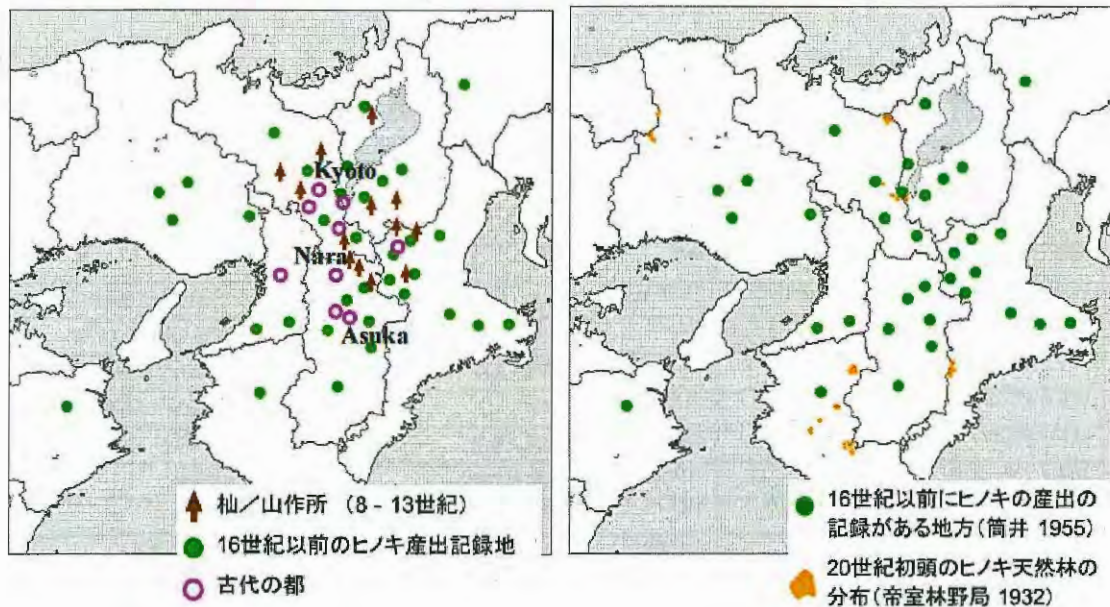 Kyoto
Nara
Asuka
杣／山作所 （8 - 13世紀）
16世紀以前のヒノキ産出記録地
古代の都
16世紀以前にヒノキの産出の
記録がある地方（筒井 1955）
20世紀初頭のヒノキ天然林の
分布（帝室林野局 1932）